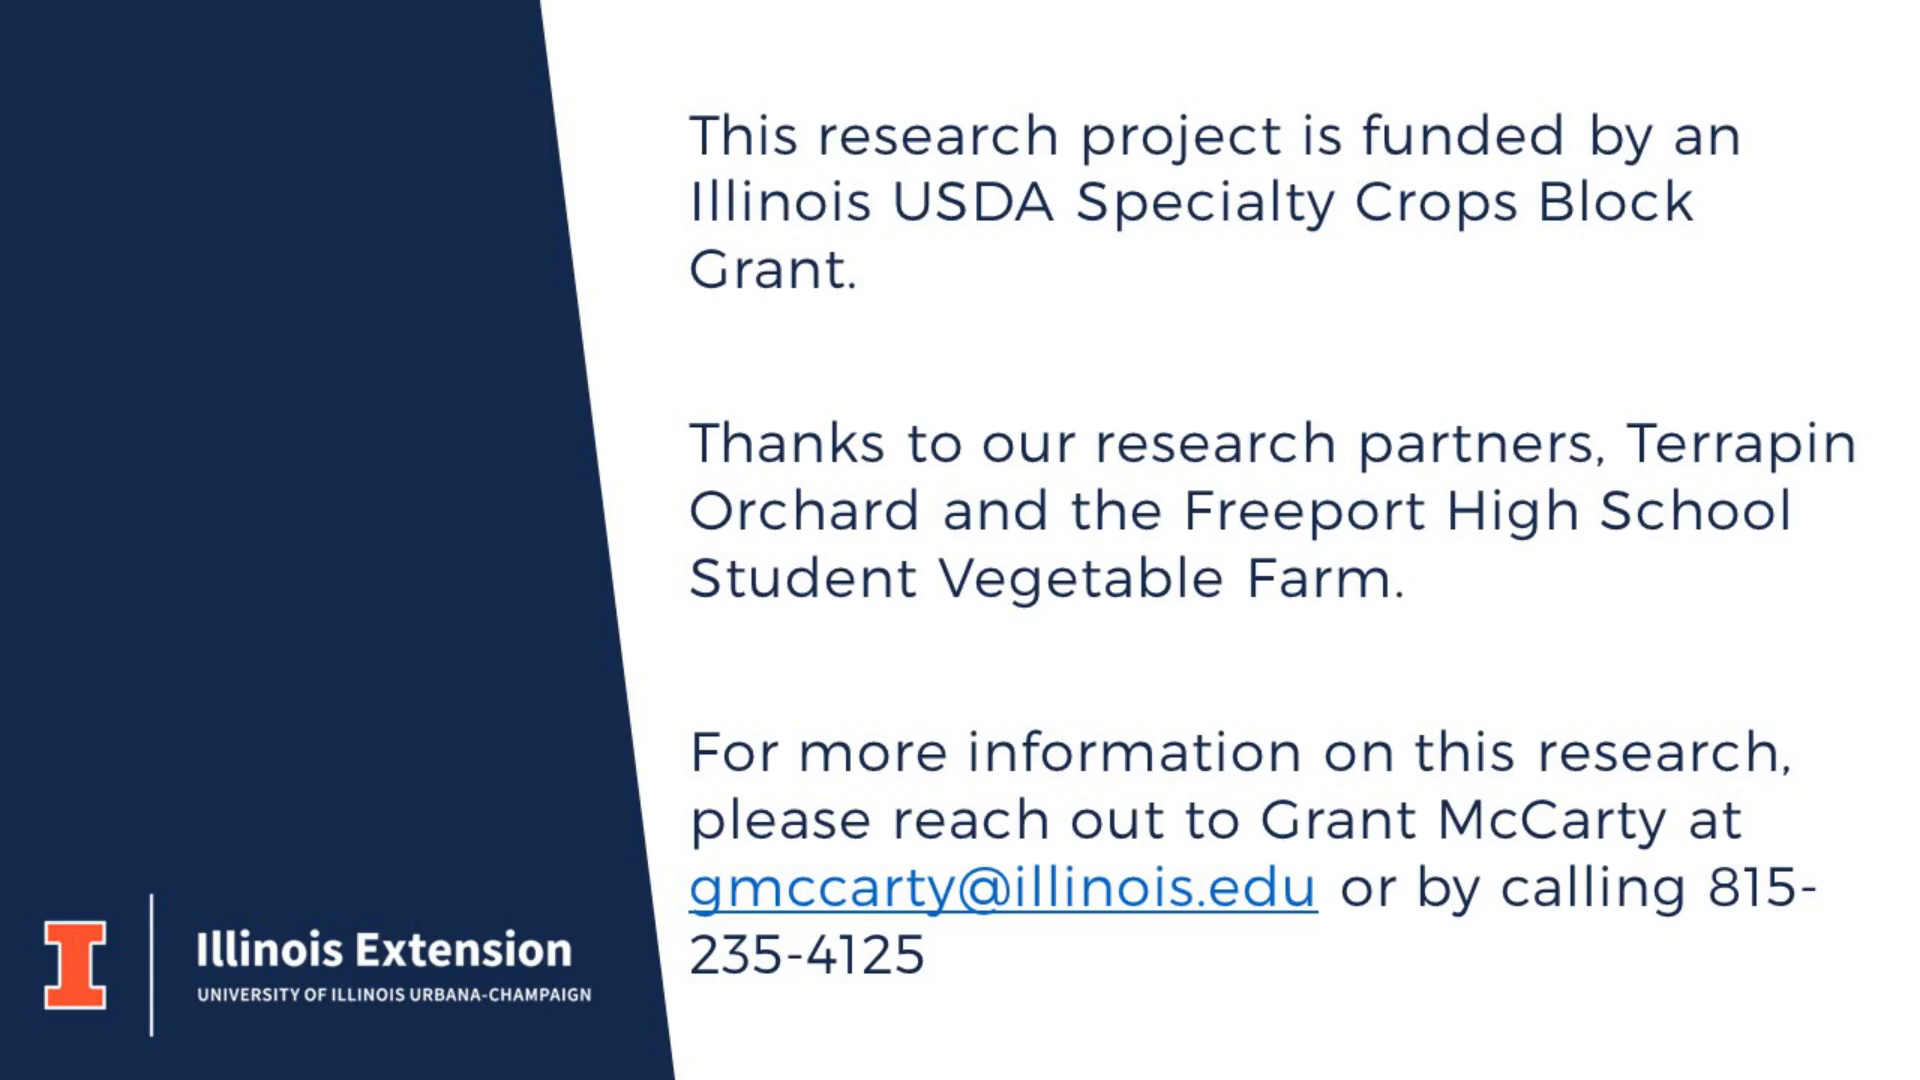 This research project is funded by an
Illinois USDA Specialty Crops Block
Grant.
Thanks to our research partners, Terrapin
Orchard and the Freeport High School
Student Vegetable Farm.
For more information on this research,
please reach out to Grant McCarty at
gmccarty@illinois.edu or by calling 815-
235-4125
I
Illinois Extension
UNIVERSITY OF ILLINOIS URBANA-CHAMPAIGN